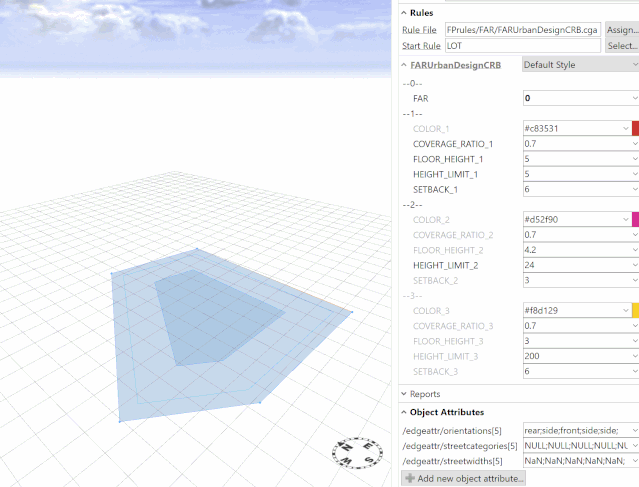 Rules
Rule File FPrules/FAR/FARUrbanDesignCRB.cga Assign...
Start Rule LOT Select...
FARUrbanDesignCRB Default Style
--0--
FAR 0
--1--
COLOR_1 #c83531
COVERAGE_RATIO_1 0.7
FLOOR_HEIGHT_1 5
HEIGHT_LIMIT_1 5
SETBACK_1 6
--2--
COLOR_2 #d52f90
COVERAGE_RATIO_2 0.7
FLOOR_HEIGHT_2 4.2
HEIGHT_LIMIT_2 24
SETBACK_2 3
--3--
COLOR_3 #f8d129
COVERAGE_RATIO_3 0.7
FLOOR_HEIGHT_3 3
HEIGHT_LIMIT_3 200
SETBACK_3 6
Reports
Object Attributes
/edgeattr/orientations[5] rear;side;front;side;side;
/edgeattr/streetcategories[5] NULL;NULL;NULL;NULL;NU
/edgeattr/streetwidths[5] NaN;NaN;NaN;NaN;NaN;
Add new object attribute...
N E S W